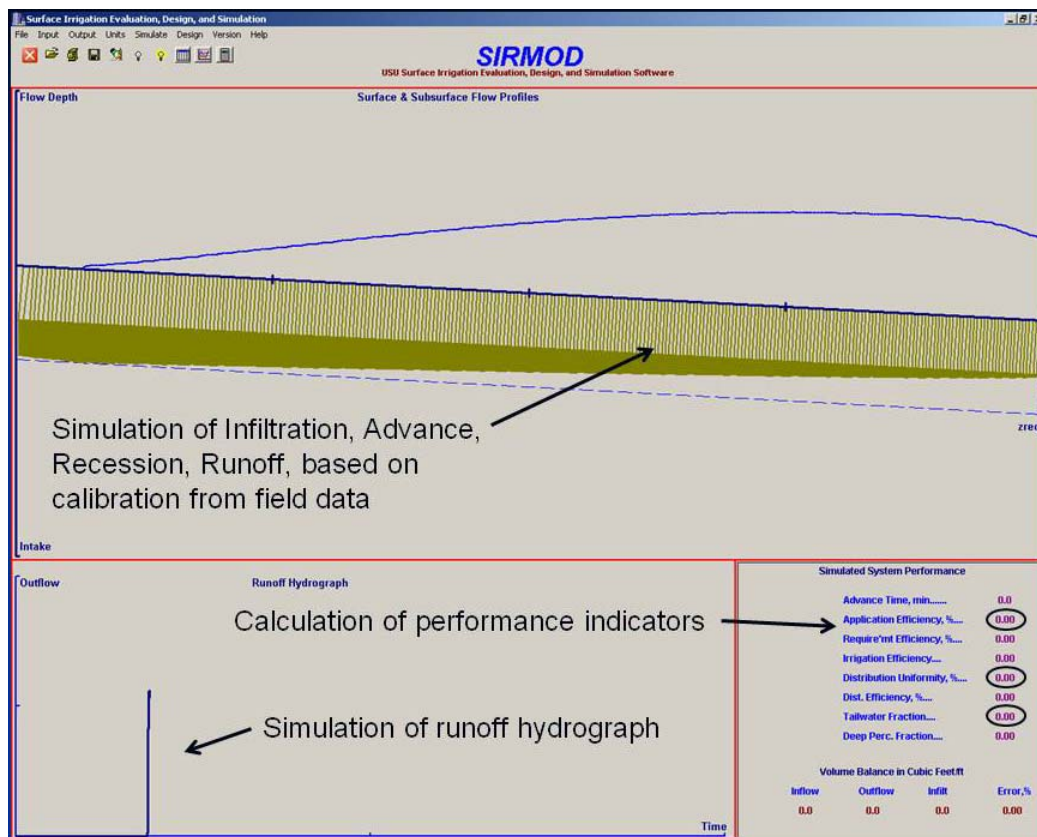 Surface Irrigation Evaluation, Design, and Simulation
File Input Output Units Simulate Design Version Help
SIRMOD
USU Surface Irrigation Evaluation, Design, and Simulation Software
Flow Depth
Surface & Subsurface Flow Profiles
Simulation of Infiltration, Advance,
Recession, Runoff, based on
calibration from field data
zreq
Intake
Outflow
Runoff Hydrograph
Calculation of performance indicators
Simulation of runoff hydrograph
Time
Simulated System Performance
Advance Time, min....... 0.0
Application Efficiency, %.... 0.00
Require'mt Efficiency, % 0.00
Irrigation Efficiency.... 0.00
Distribution Uniformity, %.... 0.00
Dist. Efficiency, %.... 0.00
Tailwater Fraction.... 0.00
Deep Perc. Fraction.... 0.00
Volume Balance in Cubic Feet/ft
Inflow Outflow Infilt Error,%
0.0 0.0 0.0 0.00